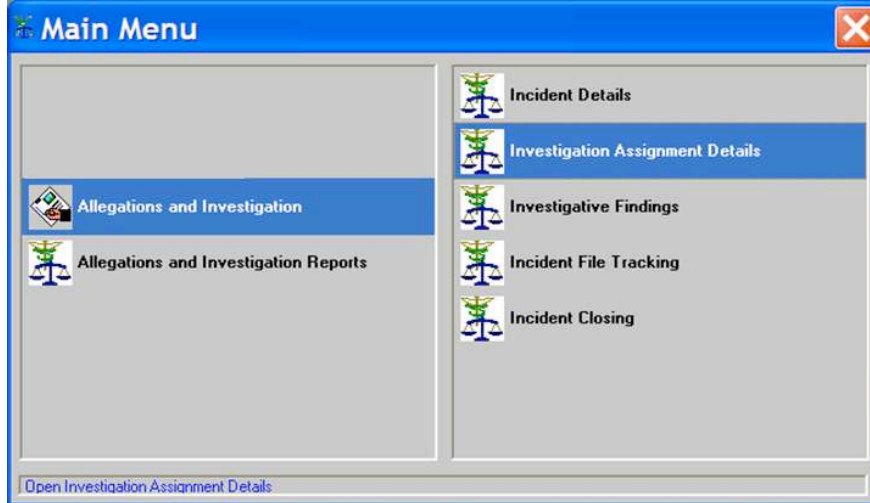 Main Menu
Allegations and Investigation
Allegations and Investigation Reports
Incident Details
Investigation Assignment Details
Investigative Findings
Incident File Tracking
Incident Closing
Open Investigation Assignment Details